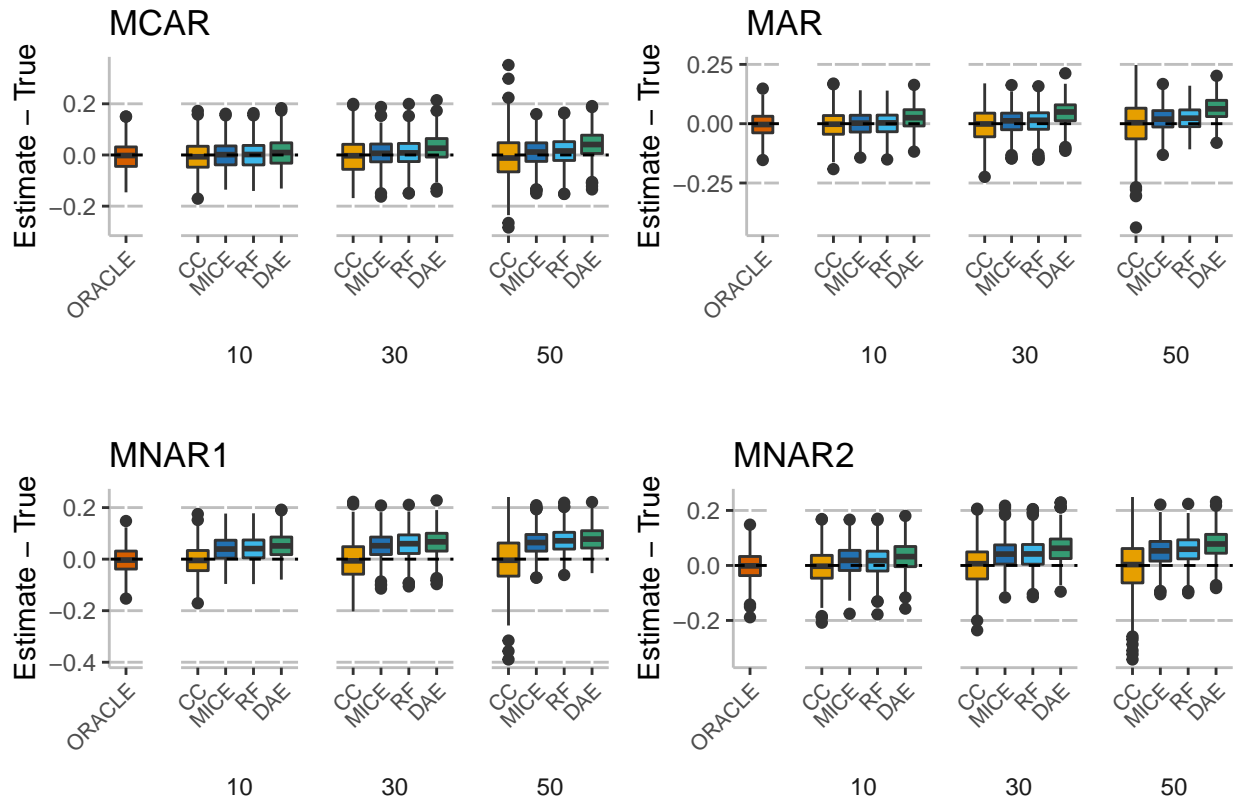 MCAR
Estimate − True
0.2
0.0
−0.2
ORACLE
CC
MICE
RF
DAE
CC
MICE
RF
DAE
CC
MICE
RF
DAE
10
30
50
MAR
Estimate − True
0.25
0.00
−0.25
ORACLE
CC
MICE
RF
DAE
CC
MICE
RF
DAE
CC
MICE
RF
DAE
10
30
50
MNAR1
Estimate − True
0.2
0.0
−0.2
−0.4
ORACLE
CC
MICE
RF
DAE
CC
MICE
RF
DAE
CC
MICE
RF
DAE
10
30
50
MNAR2
Estimate − True
0.2
0.0
−0.2
ORACLE
CC
MICE
RF
DAE
CC
MICE
RF
DAE
CC
MICE
RF
DAE
10
30
50